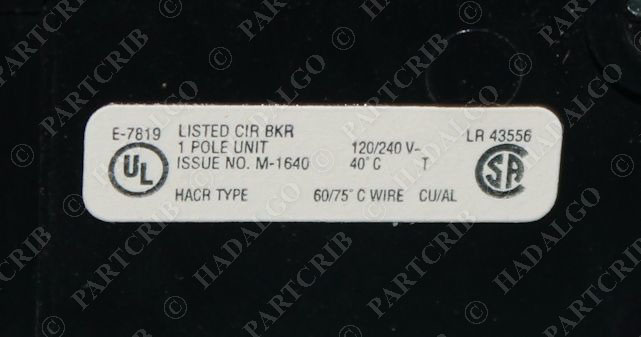 E-7819 LISTED CIR BKR LR 43556
1 POLE UNIT 120/240 V~
ISSUE NO. M-1640 40°C T
UL
SA
HACR TYPE 60/75°C WIRE CU/AL
© PARTCRIB
© HADALGO